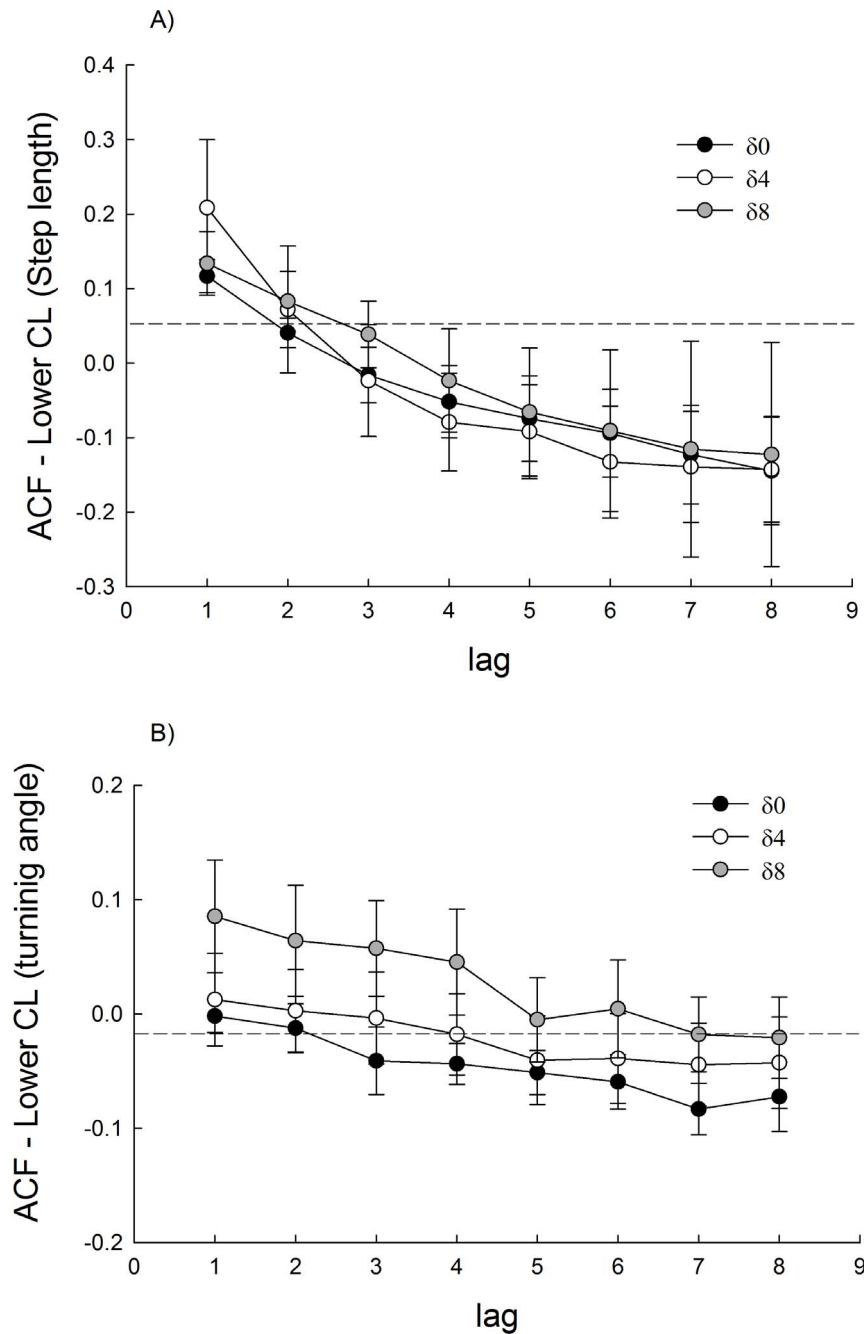 A)
ACF - Lower CL (Step length)
0.4
0.3
0.2
0.1
0.0
-0.1
-0.2
-0.3
δ0
δ4
δ8
0 1 2 3 4 5 6 7 8 9
lag
B)
ACF - Lower CL (turninig angle)
0.2
0.1
0.0
-0.1
-0.2
δ0
δ4
δ8
0 1 2 3 4 5 6 7 8 9
lag